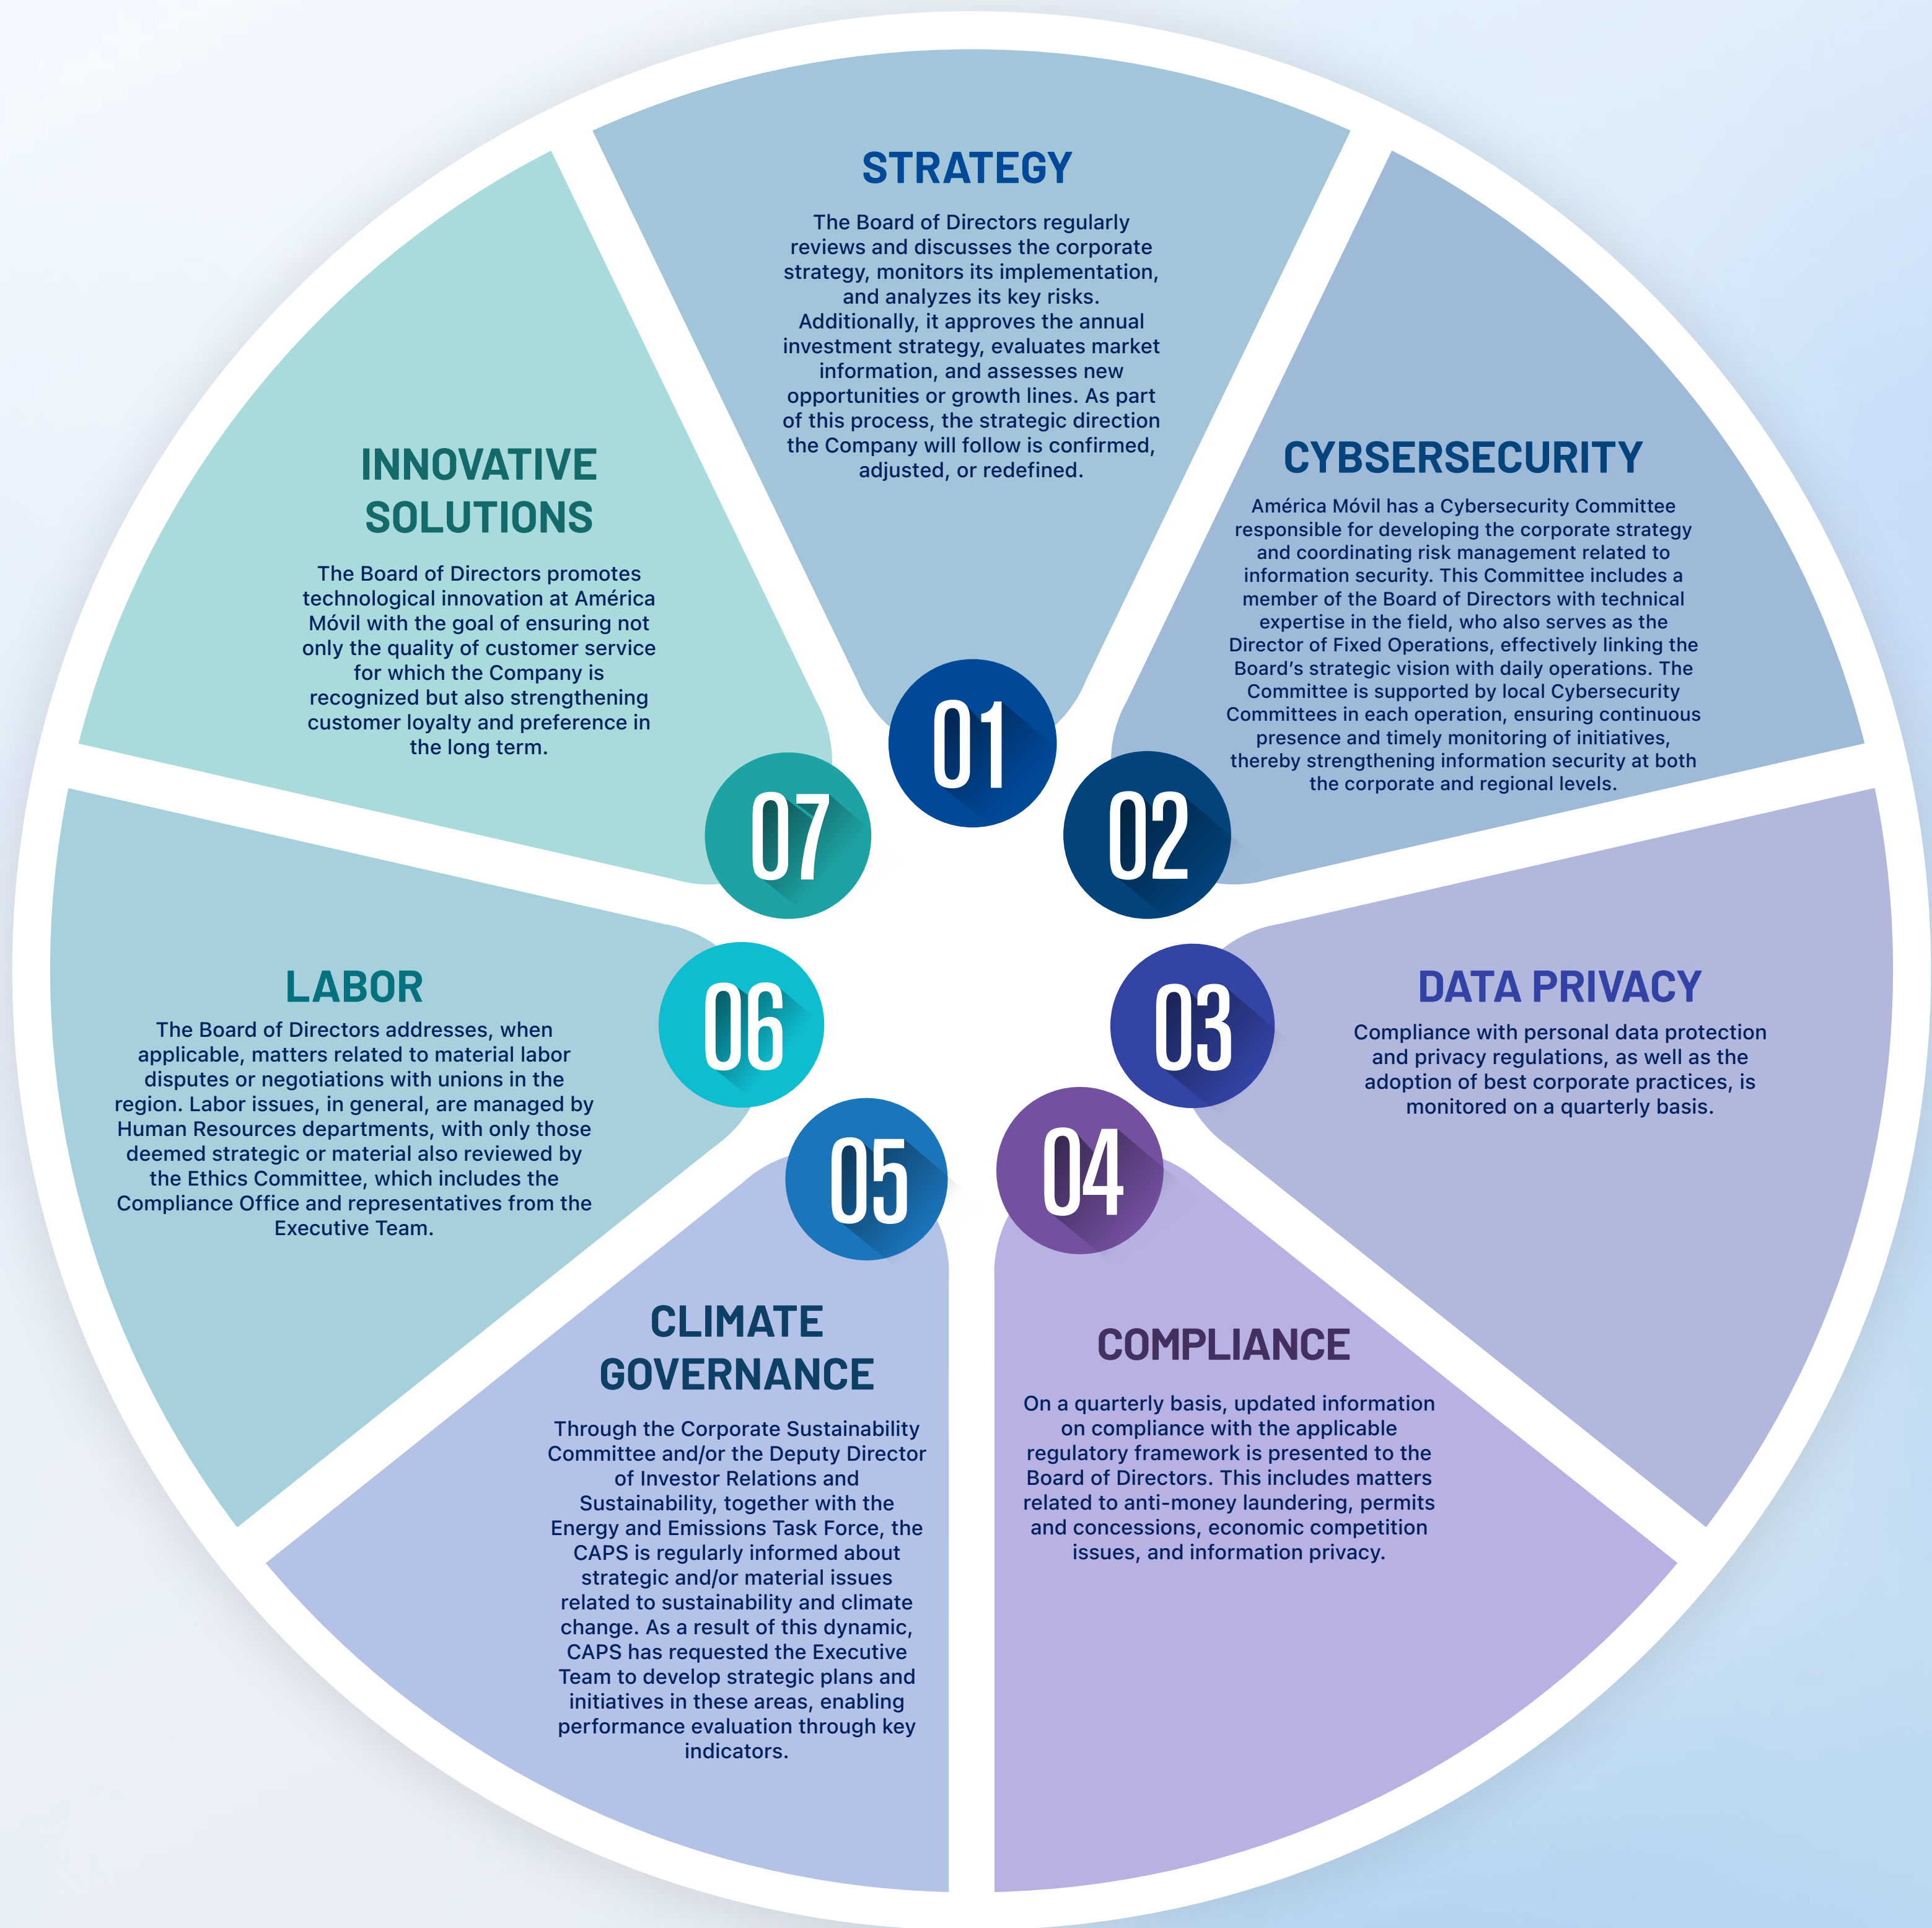 STRATEGY
The Board of Directors regularly
reviews and discusses the corporate
strategy, monitors its implementation,
and analyzes its key risks.
Additionally, it approves the annual
investment strategy, evaluates market
information, and assesses new
opportunities or growth lines. As part
of this process, the strategic direction
the Company will follow is confirmed,
adjusted, or redefined.
01
CYBSERSECURITY
América Móvil has a Cybersecurity Committee
responsible for developing the corporate strategy
and coordinating risk management related to
information security. This Committee includes a
member of the Board of Directors with technical
expertise in the field, who also serves as the
Director of Fixed Operations, effectively linking the
Board's strategic vision with daily operations. The
Committee is supported by local Cybersecurity
Committees in each operation, ensuring continuous
presence and timely monitoring of initiatives,
thereby strengthening information security at both
the corporate and regional levels.
02
DATA PRIVACY
Compliance with personal data protection
and privacy regulations, as well as the
adoption of best corporate practices, is
monitored on a quarterly basis.
03
COMPLIANCE
On a quarterly basis, updated information
on compliance with the applicable
regulatory framework is presented to the
Board of Directors. This includes matters
related to anti-money laundering, permits
and concessions, economic competition
issues, and information privacy.
04
CLIMATE
GOVERNANCE
Through the Corporate Sustainability
Committee and/or the Deputy Director
of Investor Relations and
Sustainability, together with the
Energy and Emissions Task Force, the
CAPS is regularly informed about
strategic and/or material issues
related to sustainability and climate
change. As a result of this dynamic,
CAPS has requested the Executive
Team to develop strategic plans and
initiatives in these areas, enabling
performance evaluation through key
indicators.
05
LABOR
The Board of Directors addresses, when
applicable, matters related to material labor
disputes or negotiations with unions in the
region. Labor issues, in general, are managed by
Human Resources departments, with only those
deemed strategic or material also reviewed by
the Ethics Committee, which includes the
Compliance Office and representatives from the
Executive Team.
06
INNOVATIVE
SOLUTIONS
The Board of Directors promotes
technological innovation at América
Móvil with the goal of ensuring not
only the quality of customer service
for which the Company is
recognized but also strengthening
customer loyalty and preference in
the long term.
07